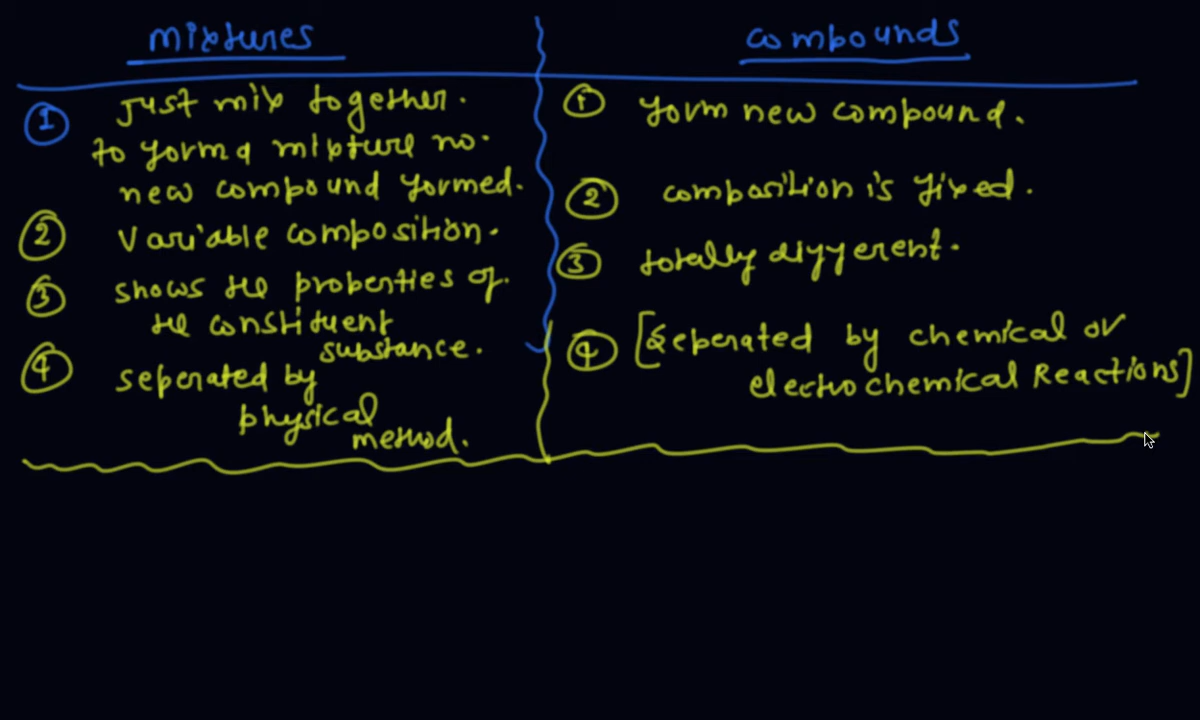 mixtures
compounds
① Just mix together.
to form a mixture no.
new compound formed.
② Variable composition.
③ shows the properties of.
the constituent
substance.
④ seperated by
physical
method.
① form new compound.
② composition is fixed.
③ totally different.
④ [seperated by chemical or
electrochemical Reactions]